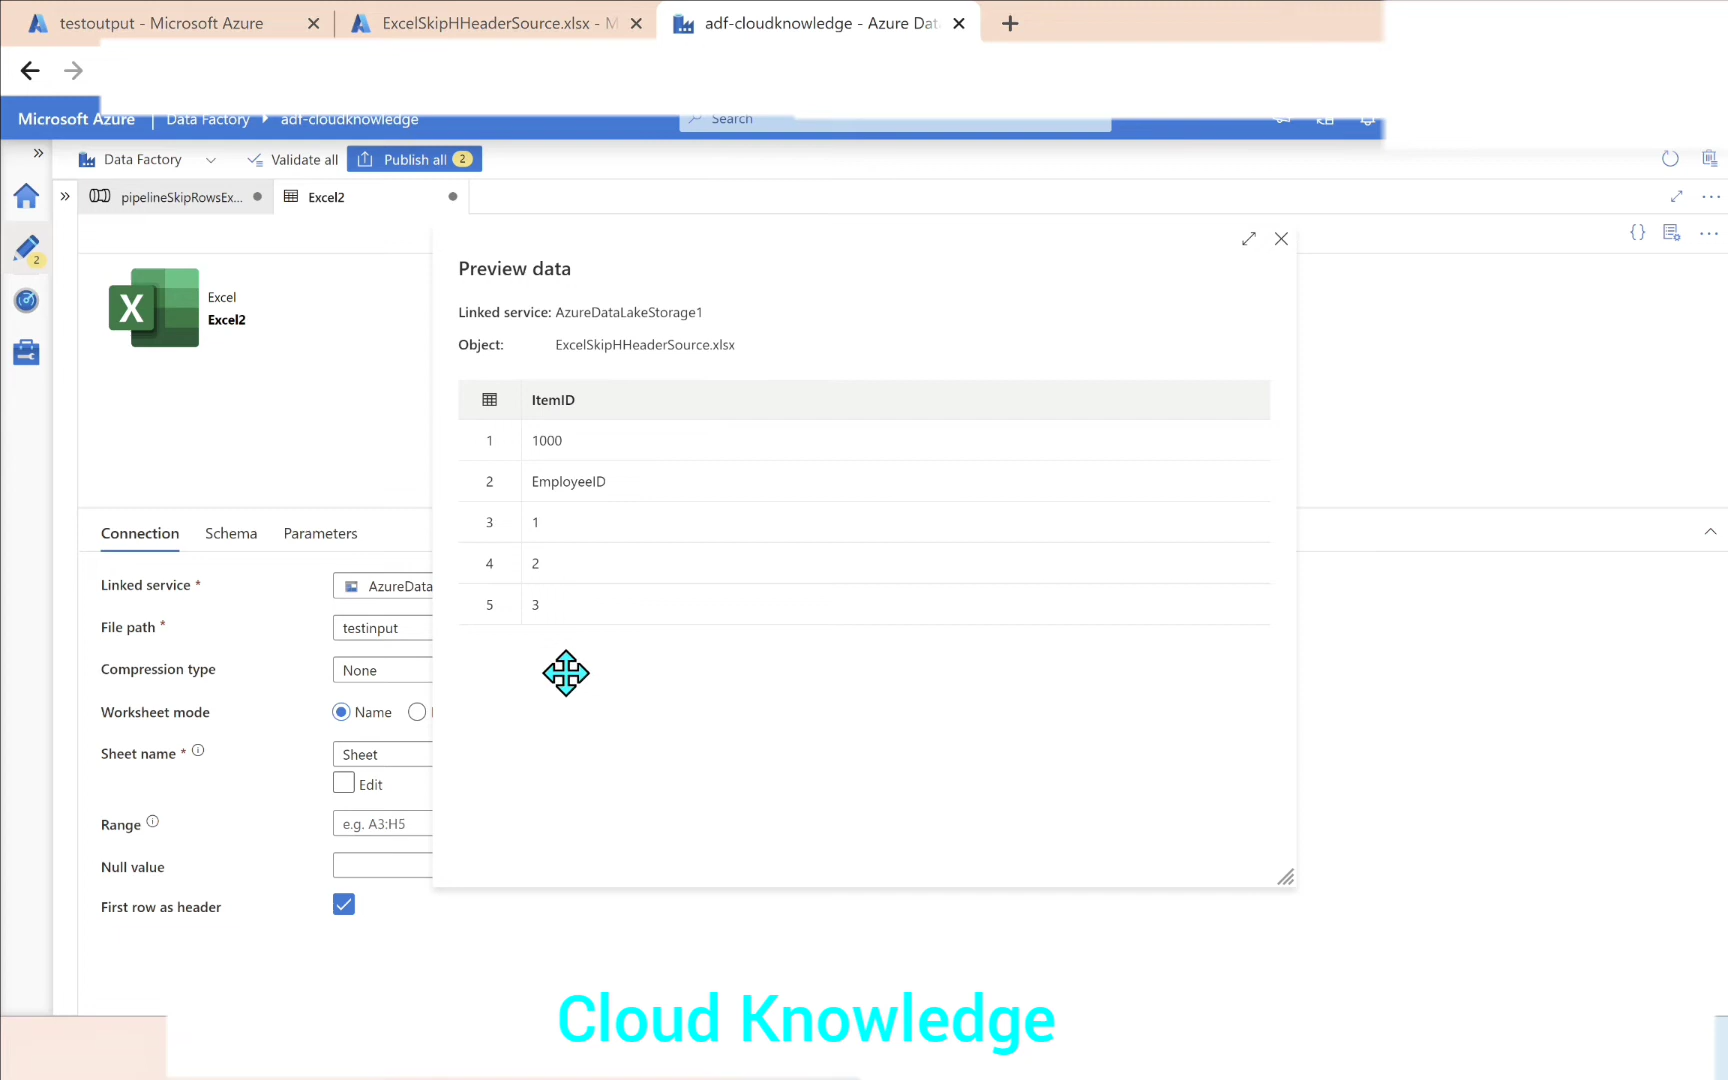 testoutput - Microsoft Azure
ExcelSkipHHeaderSource.xlsx - M
adf-cloudknowledge - Azure Dat
Microsoft Azure
Data Factory
adf-cloudknowledge
Search
Data Factory
Validate all
Publish all 2
pipelineSkipRowsEx...
Excel2
2
Excel
Excel2
Preview data
Linked service: AzureDataLakeStorage1
Object: ExcelSkipHHeaderSource.xlsx
ItemID
1 1000
2 EmployeeID
3 1
4 2
5 3
Connection
Schema
Parameters
Linked service * AzureData
File path * testinput
Compression type None
Worksheet mode Name
Sheet name * Sheet
Edit
Range e.g. A3:H5
Null value
First row as header
Cloud Knowledge